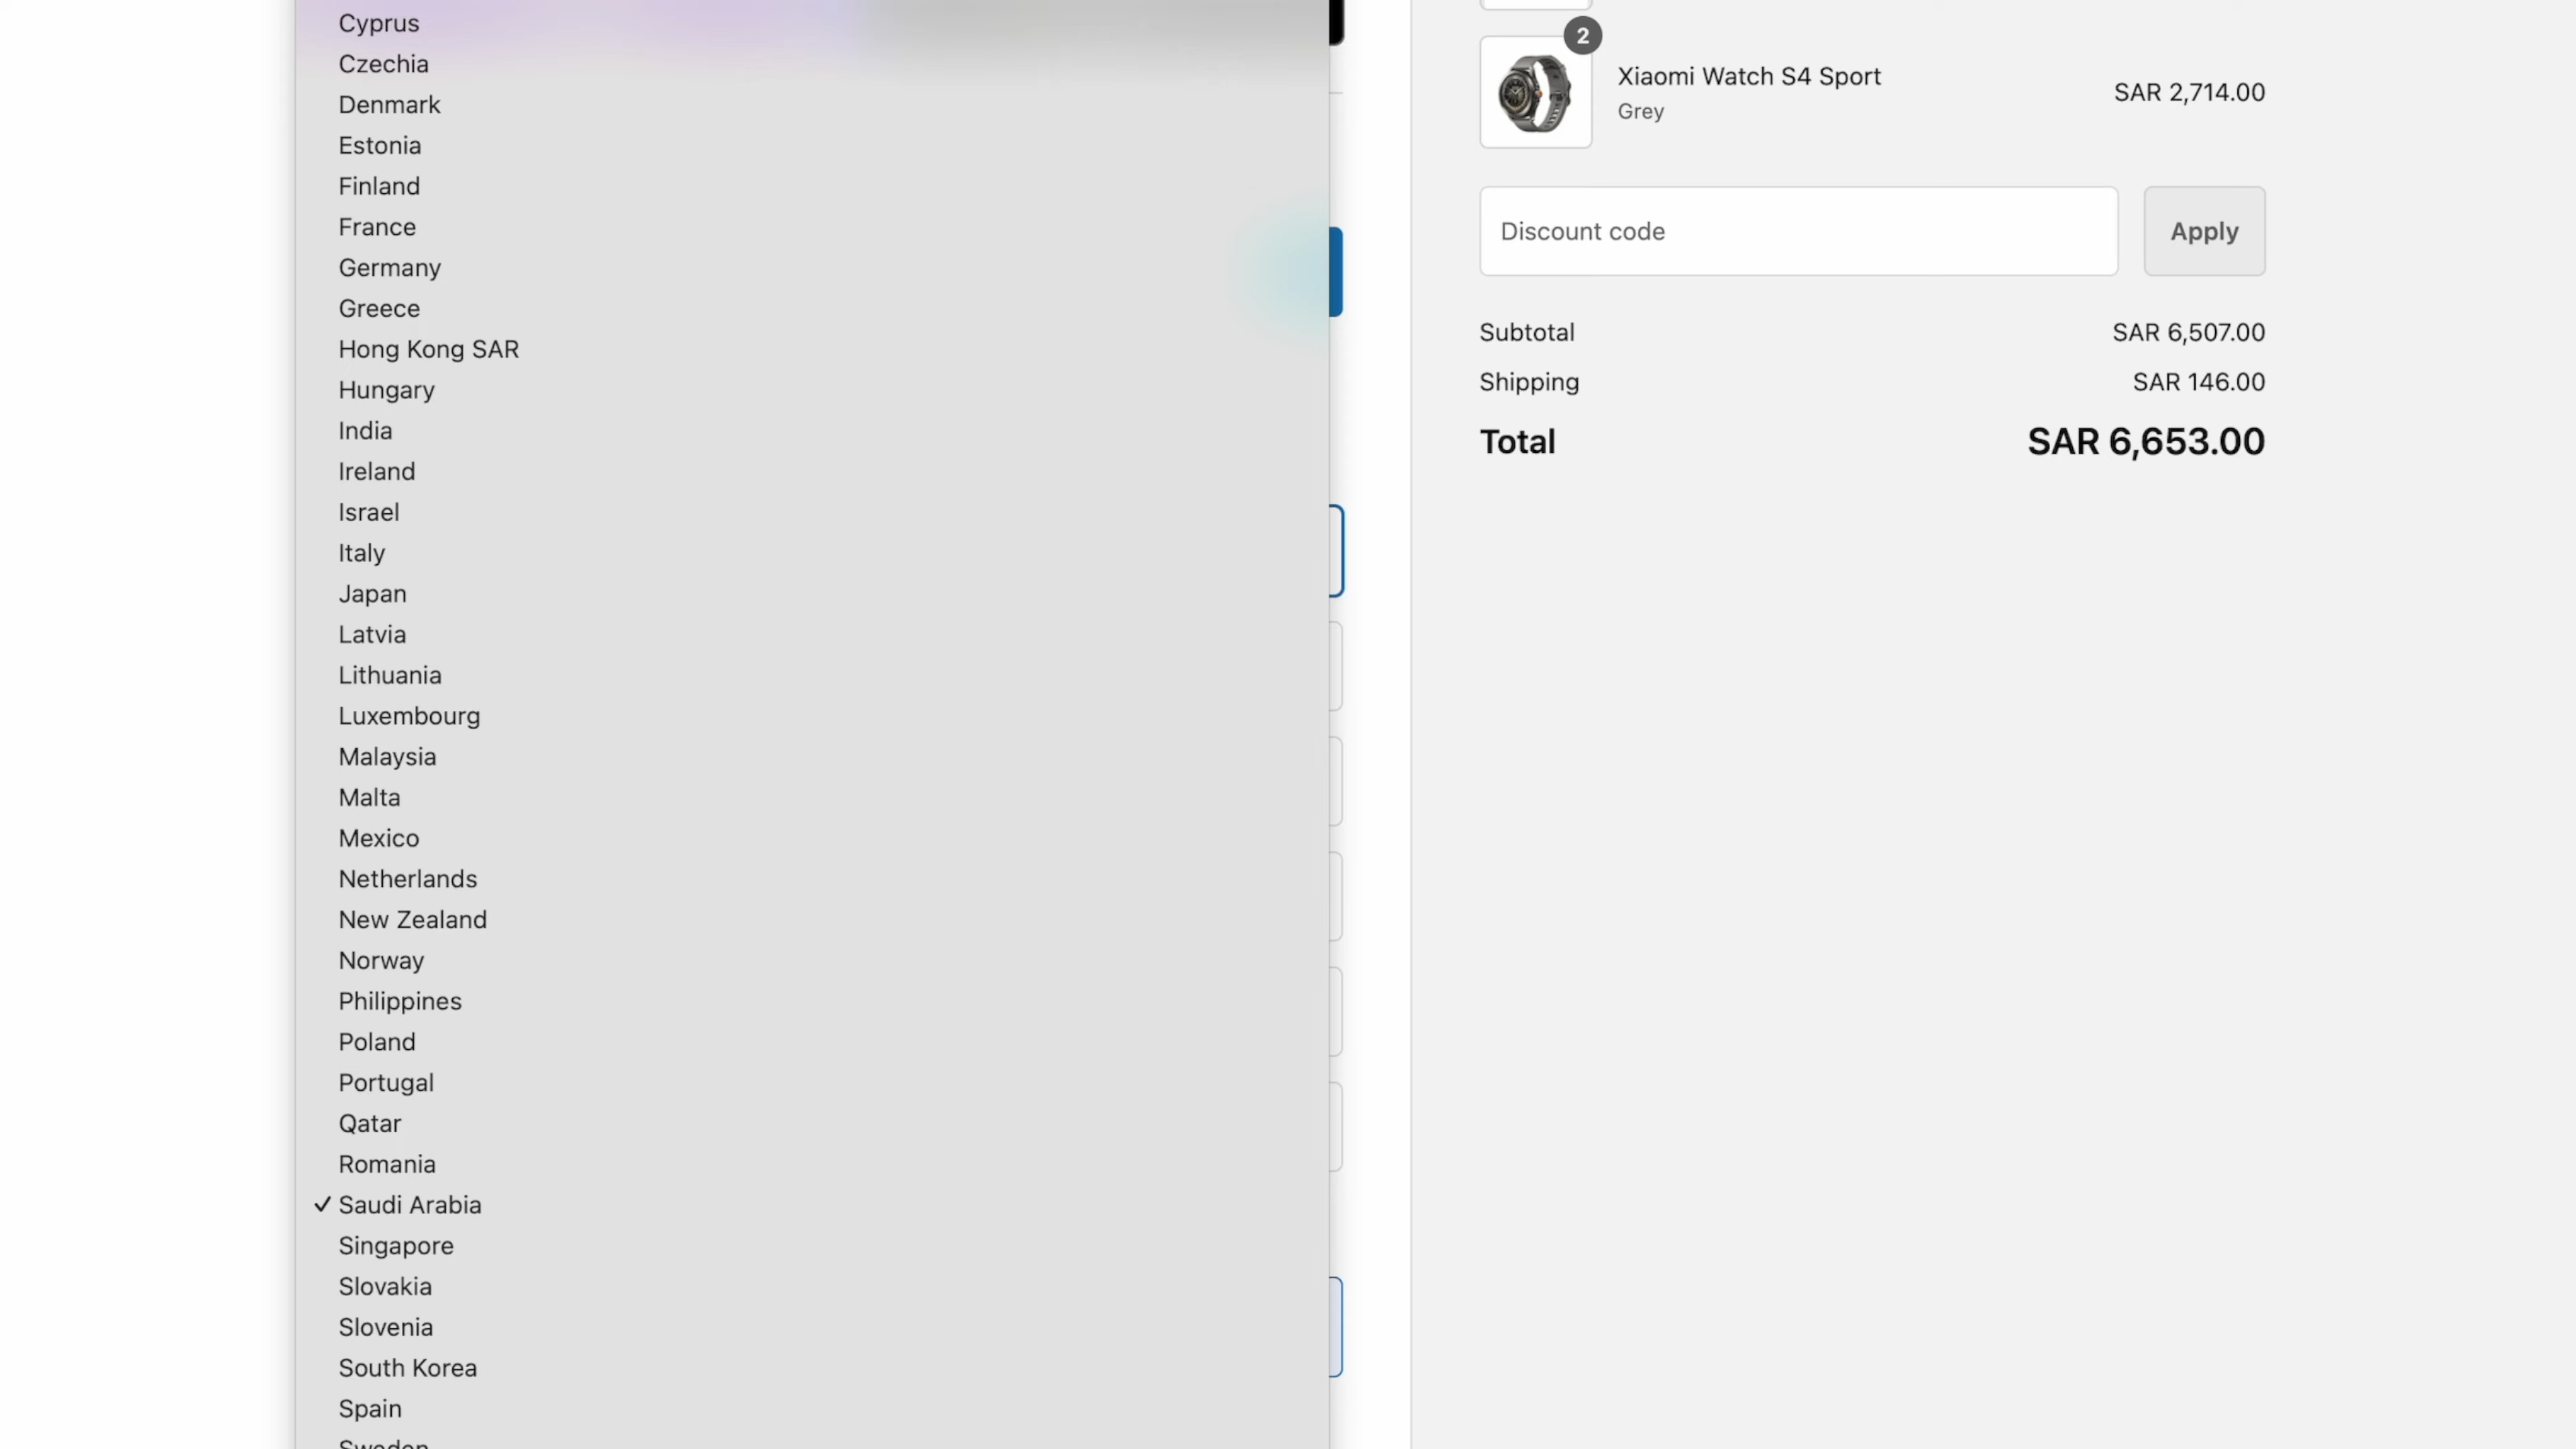 Cyprus
Czechia
Denmark
Estonia
Finland
France
Germany
Greece
Hong Kong SAR
Hungary
India
Ireland
Israel
Italy
Japan
Latvia
Lithuania
Luxembourg
Malaysia
Malta
Mexico
Netherlands
New Zealand
Norway
Philippines
Poland
Portugal
Qatar
Romania
✓ Saudi Arabia
Singapore
Slovakia
Slovenia
South Korea
Spain
Sweden
2
Xiaomi Watch S4 Sport
Grey
SAR 2,714.00
Discount code
Apply
Subtotal SAR 6,507.00
Shipping SAR 146.00
Total SAR 6,653.00